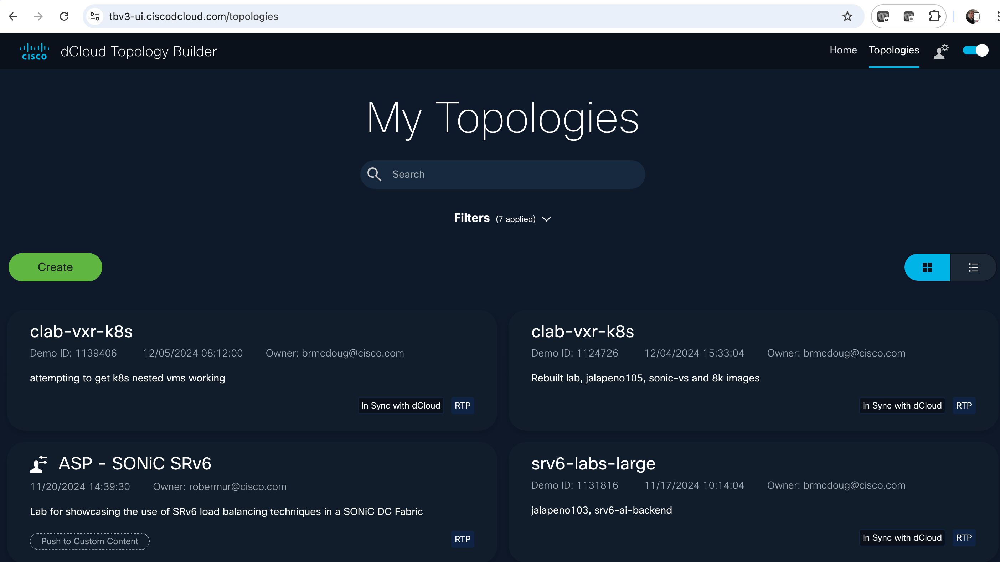 tbv3-ui.ciscodcloud.com/topologies
CISCO dCloud Topology Builder Home Topologies
My Topologies
Search
Filters (7 applied)
Create
clab-vxr-k8s
Demo ID: 1139406 12/05/2024 08:12:00 Owner: brmcdoug@cisco.com
attempting to get k8s nested vms working
In Sync with dCloud RTP
clab-vxr-k8s
Demo ID: 1124726 12/04/2024 15:33:04 Owner: brmcdoug@cisco.com
Rebuilt lab, jalapeno105, sonic-vs and 8k images
In Sync with dCloud RTP
ASP - SONiC SRv6
11/20/2024 14:39:30 Owner: robermur@cisco.com
Lab for showcasing the use of SRv6 load balancing techniques in a SONiC DC Fabric
Push to Custom Content RTP
srv6-labs-large
Demo ID: 1131816 11/17/2024 10:14:04 Owner: brmcdoug@cisco.com
jalapeno103, srv6-ai-backend
In Sync with dCloud RTP